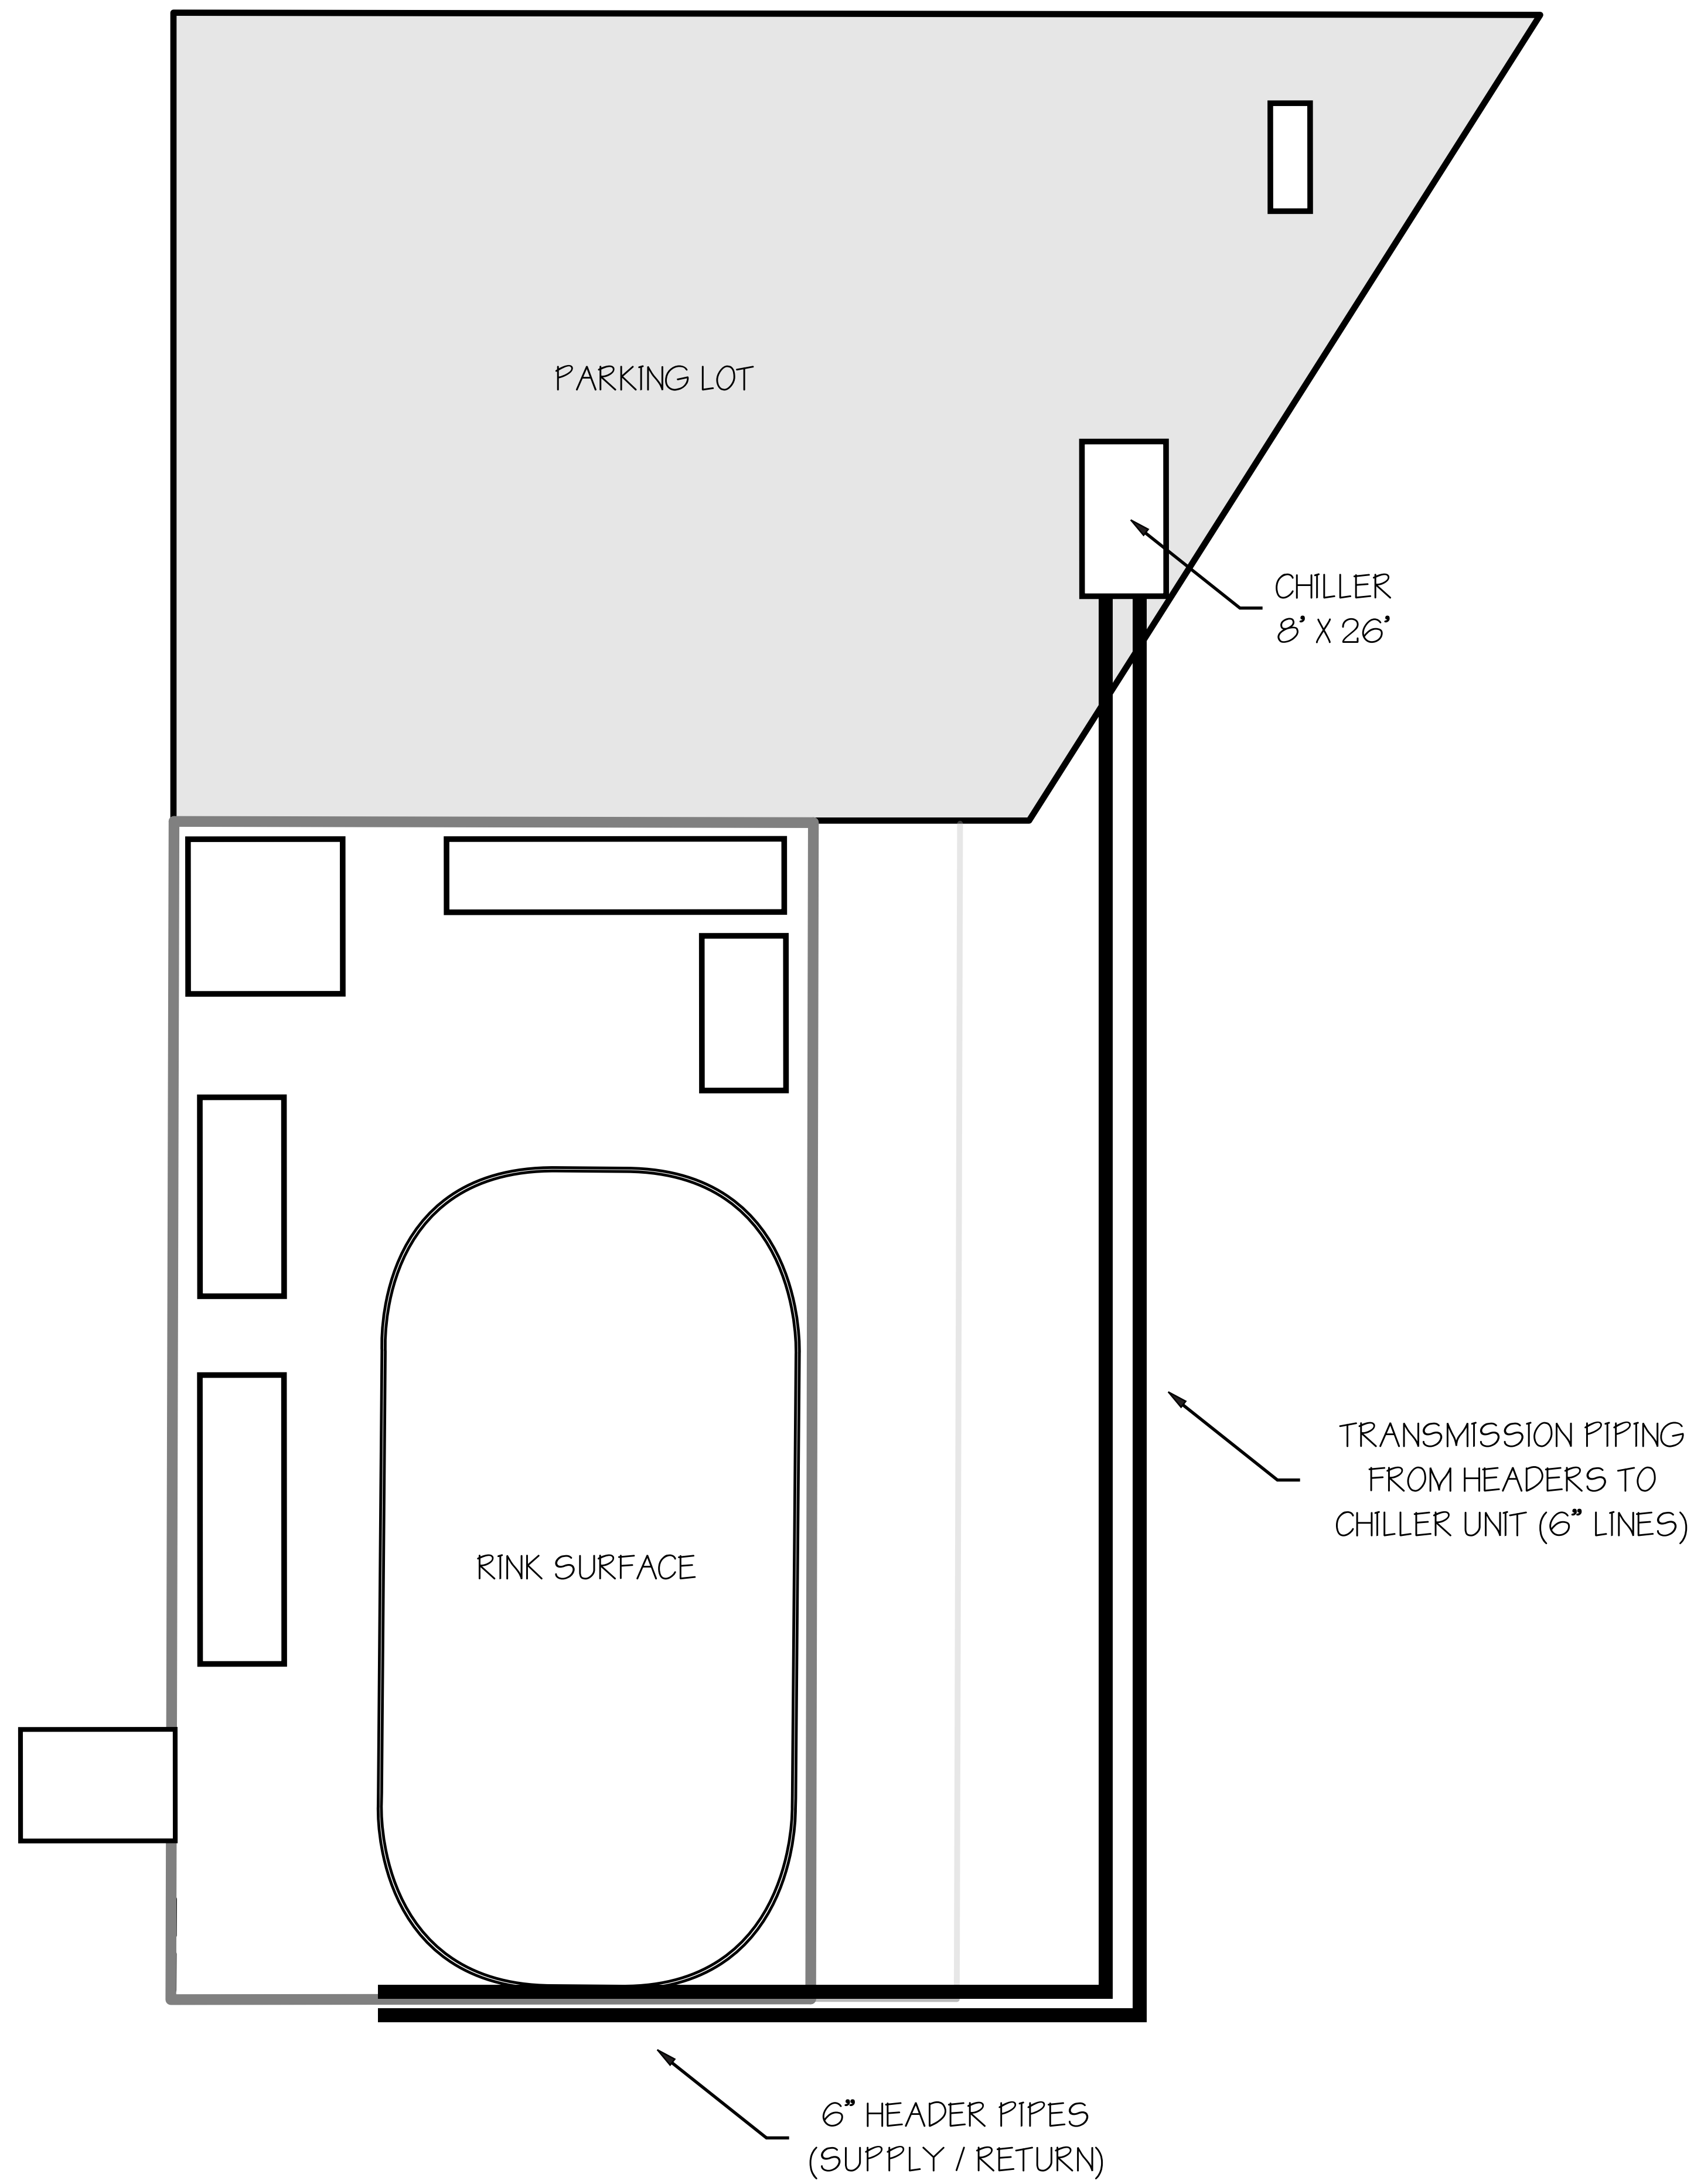 PARKING LOT
CHILLER
8' X 26'
TRANSMISSION PIPING
FROM HEADERS TO
CHILLER UNIT (6" LINES)
RINK SURFACE
6" HEADER PIPES
(SUPPLY / RETURN)